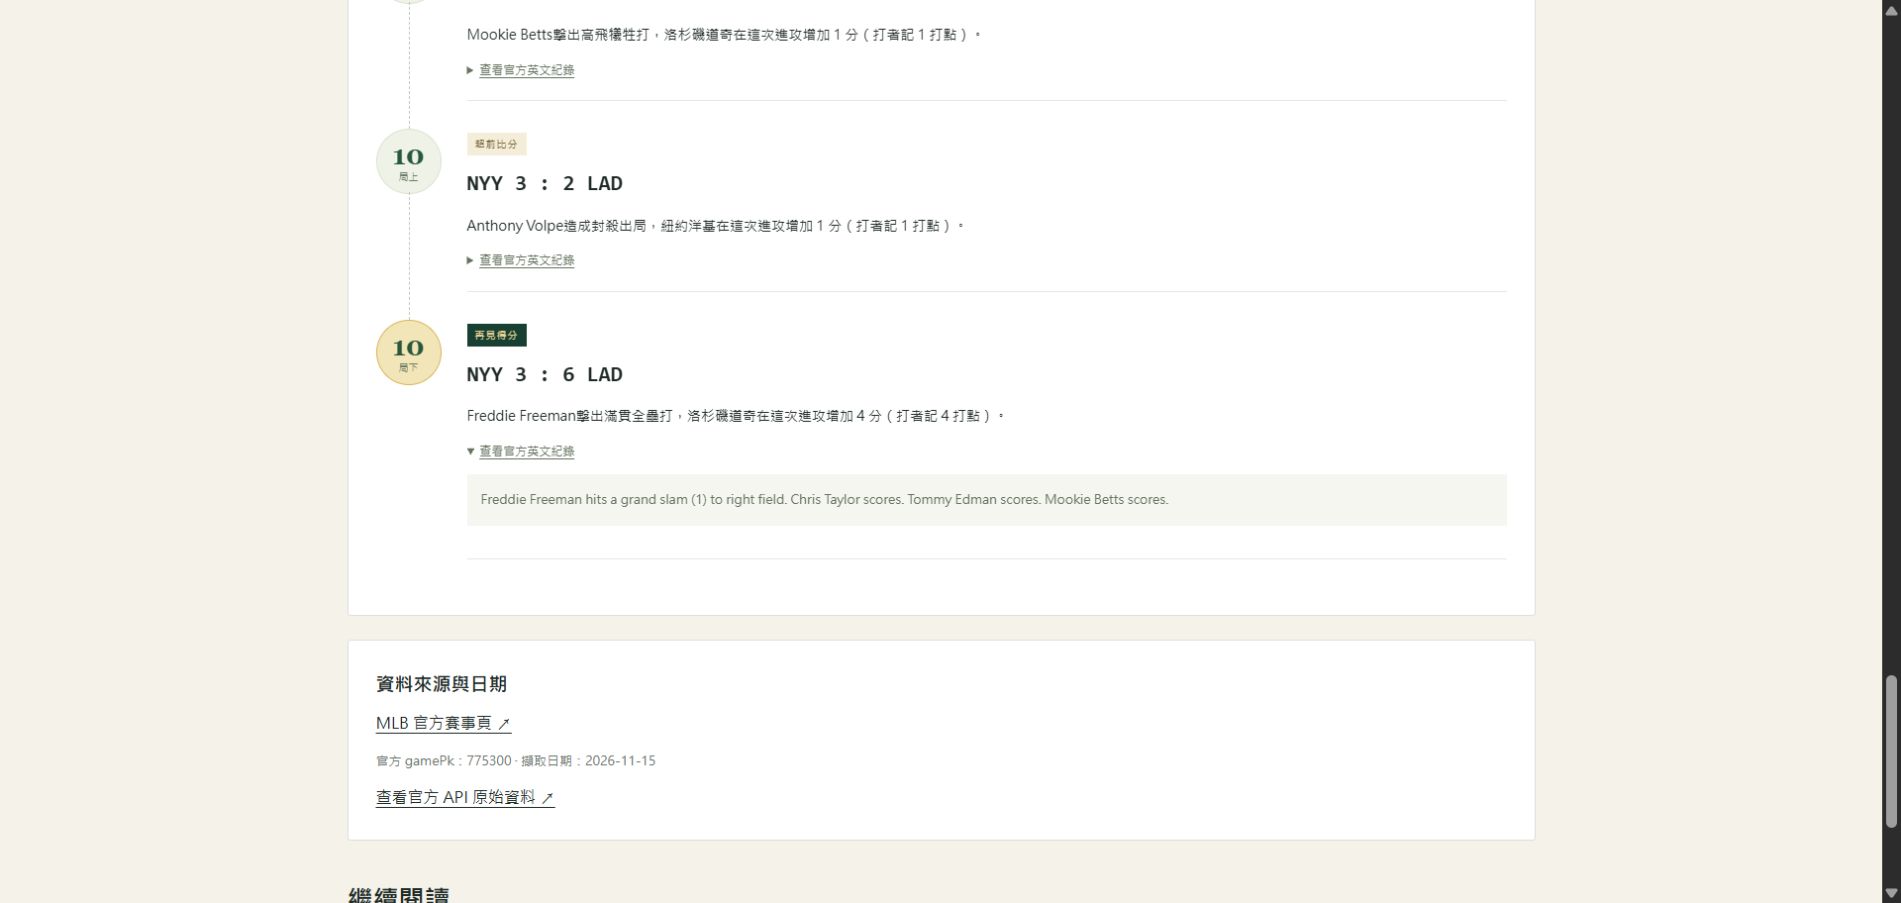 Mookie Betts擊出高飛犧牲打，洛杉磯道奇在這次進攻增加 1 分（打者記 1 打點）。
▶ 查看官方英文紀錄
10
局上
超前比分
NYY 3 : 2 LAD
Anthony Volpe造成封殺出局，紐約洋基在這次進攻增加 1 分（打者記 1 打點）。
▶ 查看官方英文紀錄
10
局下
再見得分
NYY 3 : 6 LAD
Freddie Freeman擊出滿貫全壘打，洛杉磯道奇在這次進攻增加 4 分（打者記 4 打點）。
▼ 查看官方英文紀錄
Freddie Freeman hits a grand slam (1) to right field. Chris Taylor scores. Tommy Edman scores. Mookie Betts scores.
資料來源與日期
MLB 官方賽事頁 ↗
官方 gamePk：775300 · 擷取日期：2026-11-15
查看官方 API 原始資料 ↗
繼續閱讀